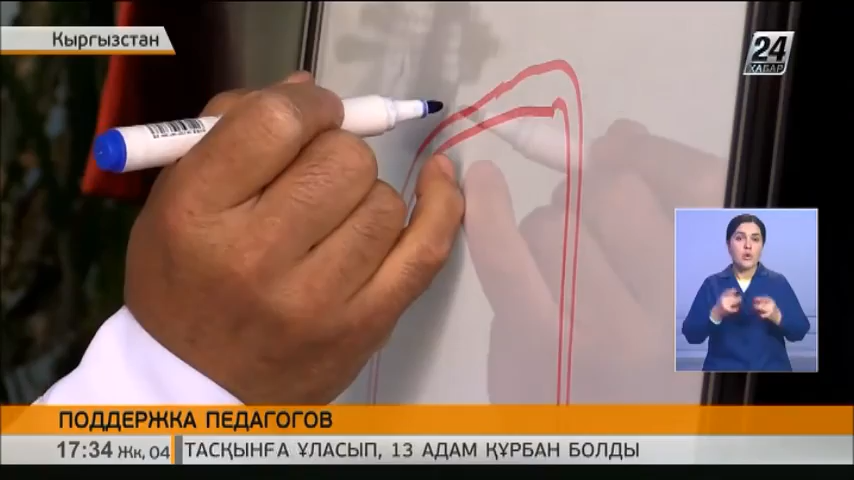 Кыргызстан
24
ХАБАР
ПОДДЕРЖКА ПЕДАГОГОВ
17:34 Жк, 04 ТАСҚЫНҒА ҰЛАСЫП, 13 АДАМ ҚҰРБАН БОЛДЫ